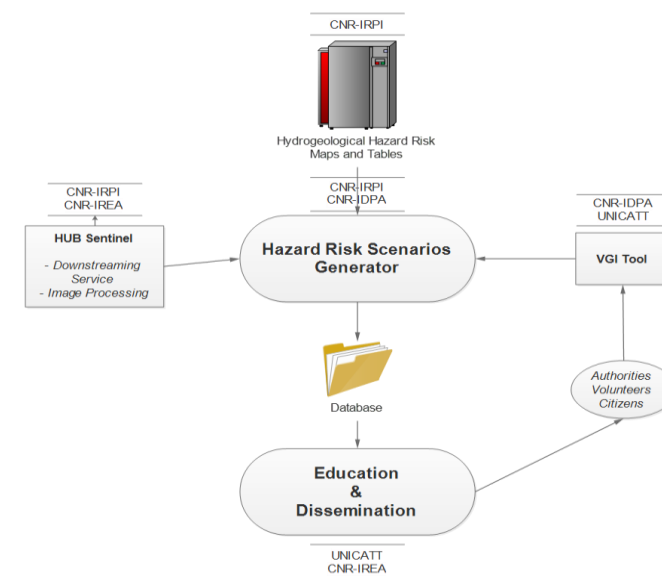 CNR-IRPI
Hydrogeological Hazard Risk
Maps and Tables
CNR-IRPI
CNR-IDPA
Hazard Risk Scenarios
Generator
CNR-IRPI
CNR-IREA
HUB Sentinel
- Downstreaming
Service
- Image Processing
CNR-IDPA
UNICATT
VGI Tool
Authorities
Volunteers
Citizens
Database
Education
&
Dissemination
UNICATT
CNR-IREA